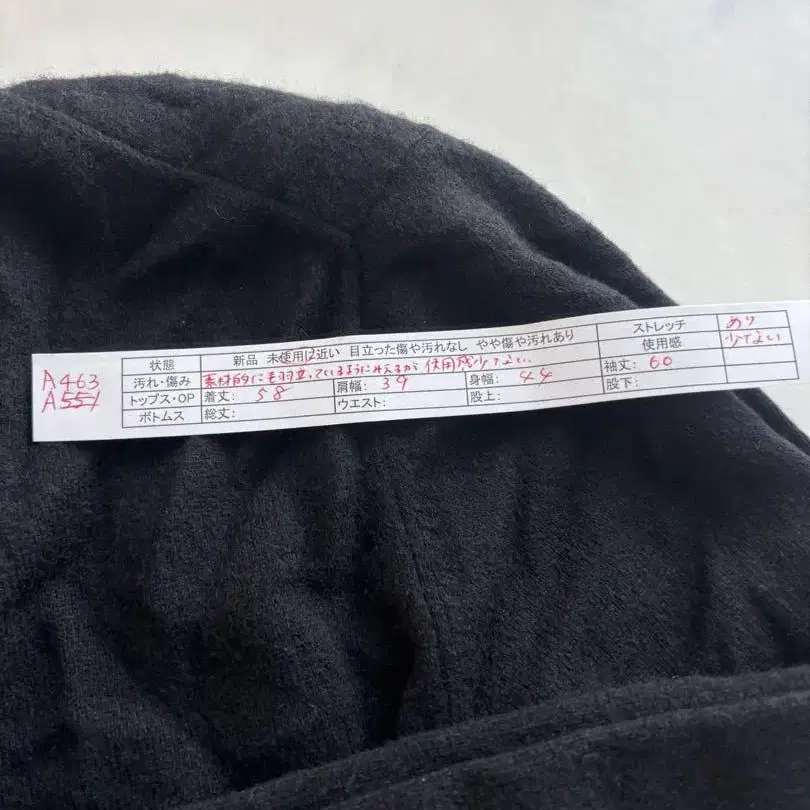 状態 新品 未使用に近い 目立った傷や汚れなし やや傷や汚れあり ストレッチ あり
A463 汚れ・傷み 素材的にも羽立っているように見えるが 使用感少でない 使用感 少でない
A551 トップス・OP 着丈: 58 肩幅: 39 身幅: 44 袖丈: 60
ボトムス 総丈: ウエスト: 股上: 股下: